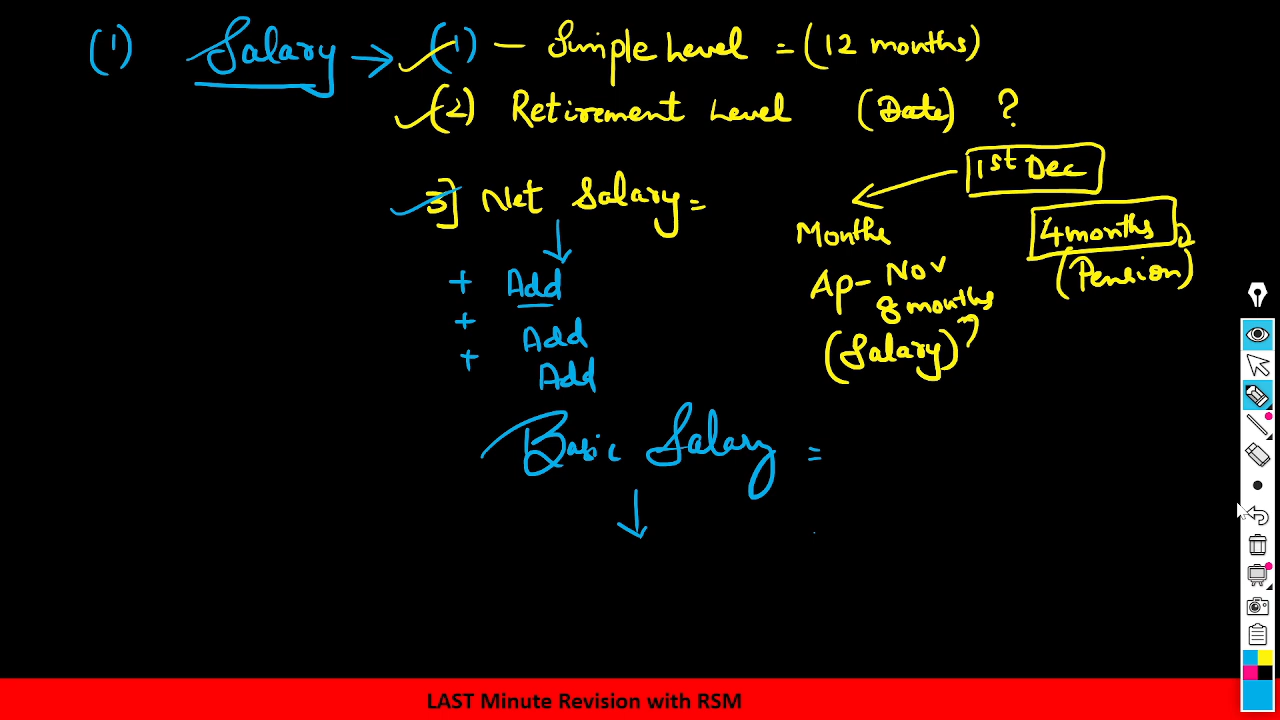 (1) Salary → (1) - Simple Level = (12 months)
(2) Retirement Level (Date) ?
1st Dec
3] Net Salary =
Months
4 months
(Pension)
Ap - Nov
8 months
(Salary)
+ Add
+ Add
+ Add
Basic Salary =
LAST Minute Revision with RSM